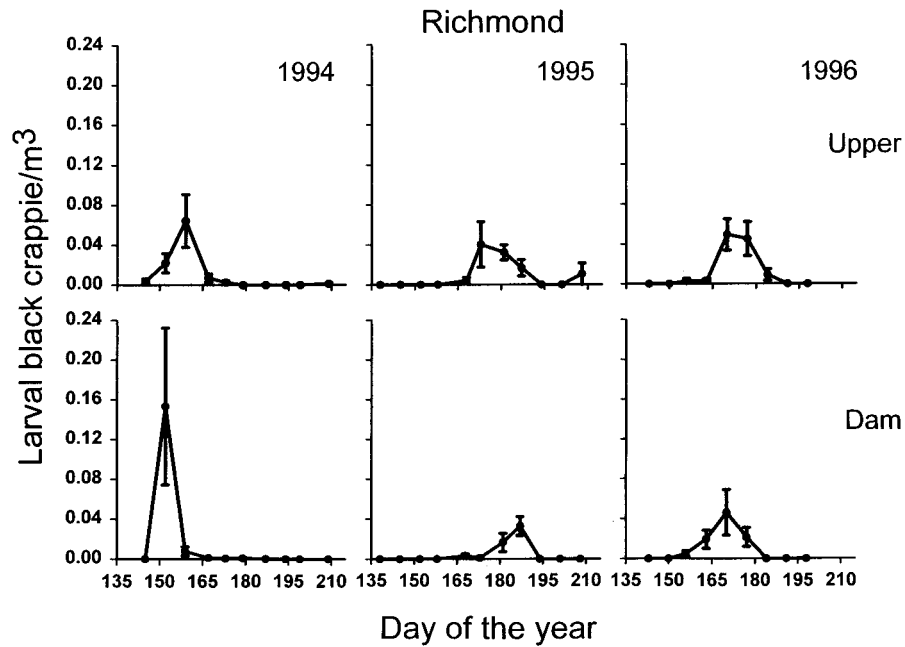 Richmond
0.24
0.20
0.16
0.12
0.08
0.04
0.00
1994
1995
1996
Upper
0.24
0.20
0.16
0.12
0.08
0.04
0.00
Dam
135 150 165 180 195 210
135 150 165 180 195 210
135 150 165 180 195 210
Larval black crappie/m3
Day of the year